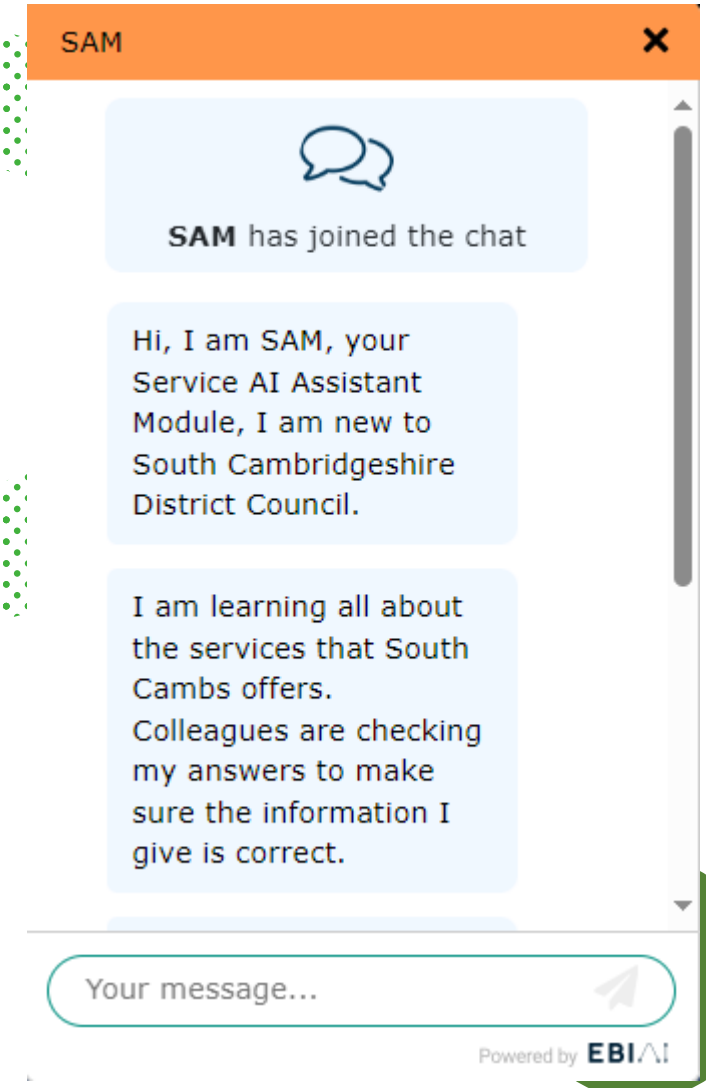 SAM
SAM has joined the chat
Hi, I am SAM, your
Service AI Assistant
Module, I am new to
South Cambridgeshire
District Council.
I am learning all about
the services that South
Cambs offers.
Colleagues are checking
my answers to make
sure the information I
give is correct.
Your message...
Powered by EBI.AI